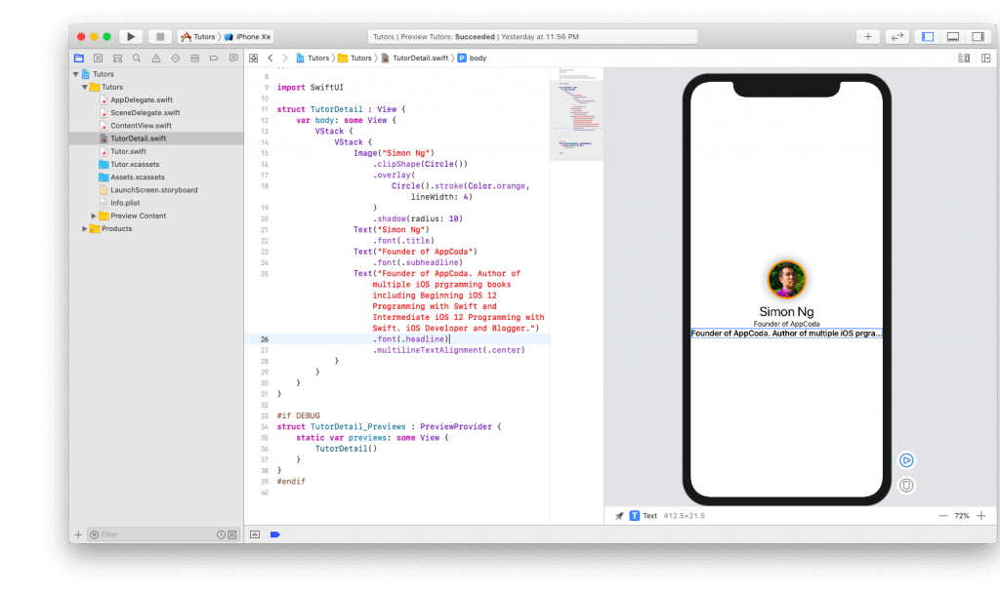 Tutors
iPhone Xʀ
Tutors | Preview Tutors: Succeeded | Yesterday at 11:56 PM
Tutors
Tutors
AppDelegate.swift
SceneDelegate.swift
ContentView.swift
TutorDetail.swift
Tutor.swift
Tutor.xcassets
Assets.xcassets
LaunchScreen.storyboard
Info.plist
Preview Content
Products
Filter
Tutors
Tutors
TutorDetail.swift
P body
8
9 import SwiftUI
10
11 struct TutorDetail : View {
12 var body: some View {
13 VStack {
14 VStack {
15 Image("Simon Ng")
16 .clipShape(Circle())
17 .overlay(
18 Circle().stroke(Color.orange,
lineWidth: 4)
19 )
20 .shadow(radius: 10)
21 Text("Simon Ng")
22 .font(.title)
23 Text("Founder of AppCoda")
24 .font(.subheadline)
25 Text("Founder of AppCoda. Author of
multiple iOS prgramming books
including Beginning iOS 12
Programming with Swift and
Intermediate iOS 12 Programming with
Swift. iOS Developer and Blogger.")
26 .font(.headline)
27 .multilineTextAlignment(.center)
28 }
29 }
30 }
31 }
32
33 #if DEBUG
34 struct TutorDetail_Previews : PreviewProvider {
35 static var previews: some View {
36 TutorDetail()
37 }
38 }
39 #endif
40
Simon Ng
Founder of AppCoda
Founder of AppCoda. Author of multiple iOS prgra...
T Text 412.5×21.5
72%